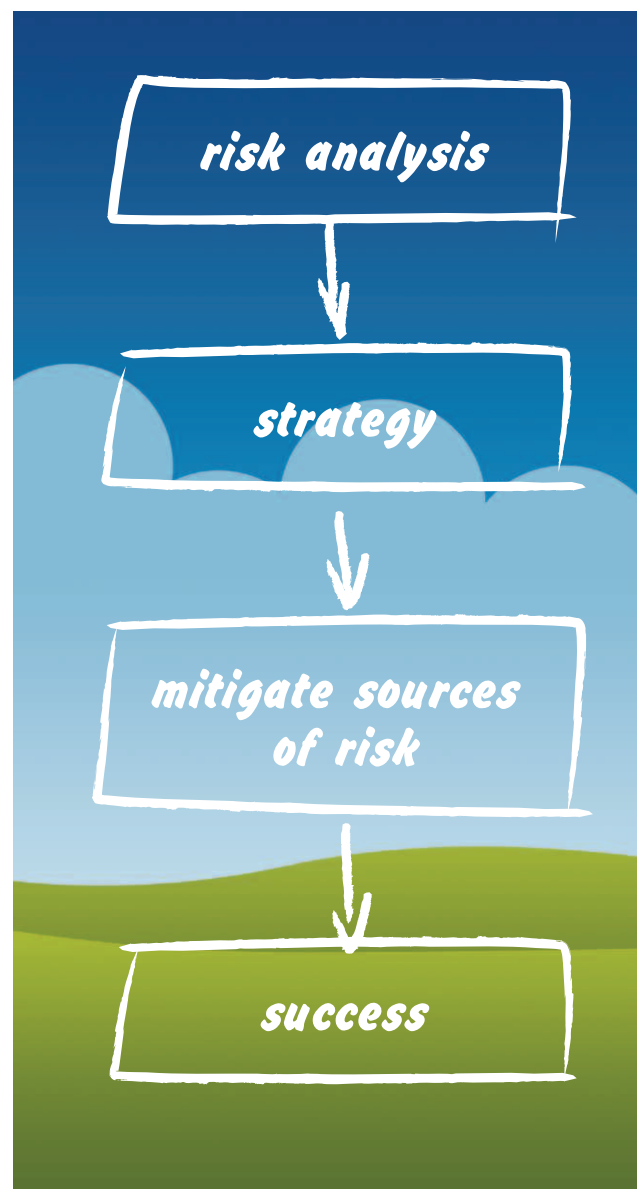 risk analysis
strategy
mitigate sources
of risk
success